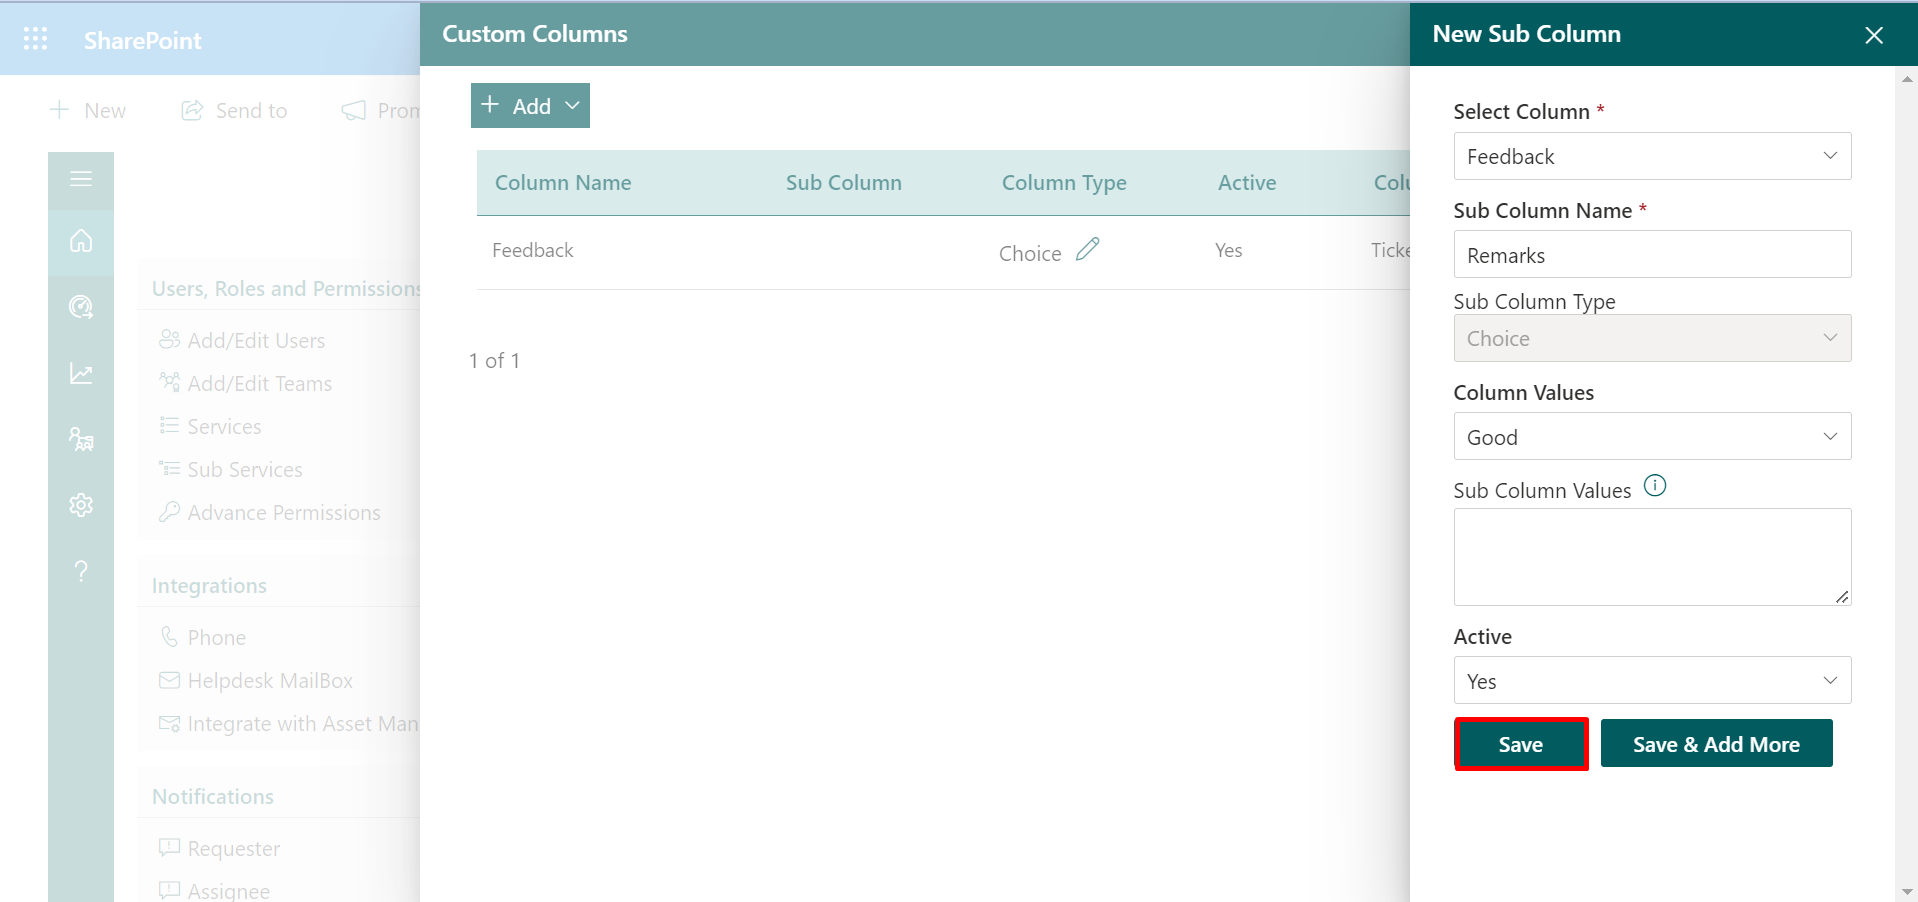 SharePoint
New
Send to
Custom Columns
Add
Column Name
Sub Column
Column Type
Active
Feedback
Choice
Yes
1 of 1
Users, Roles and Permissions
Add/Edit Users
Add/Edit Teams
Services
Sub Services
Advance Permissions
Integrations
Phone
Helpdesk MailBox
Integrate with Asset Man
Notifications
Requester
Assignee
New Sub Column
Select Column *
Feedback
Sub Column Name *
Remarks
Sub Column Type
Choice
Column Values
Good
Sub Column Values
Active
Yes
Save
Save & Add More